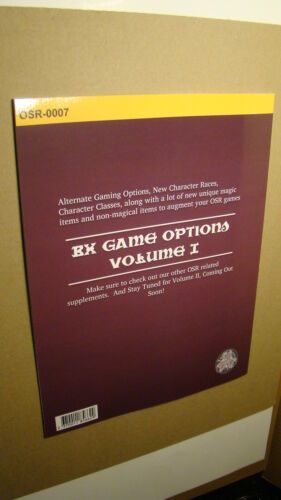 OSR-0007
Alternate Gaming Options, New Character Races,
Character Classes, along with a lot of new unique magic
items and non-magical items to augment your OSR games
BX GAME OPTIONS
VOLUME I
Make sure to check out our other OSR related
supplements. And Stay Tuned for Volume II, Coming Out
Soon!